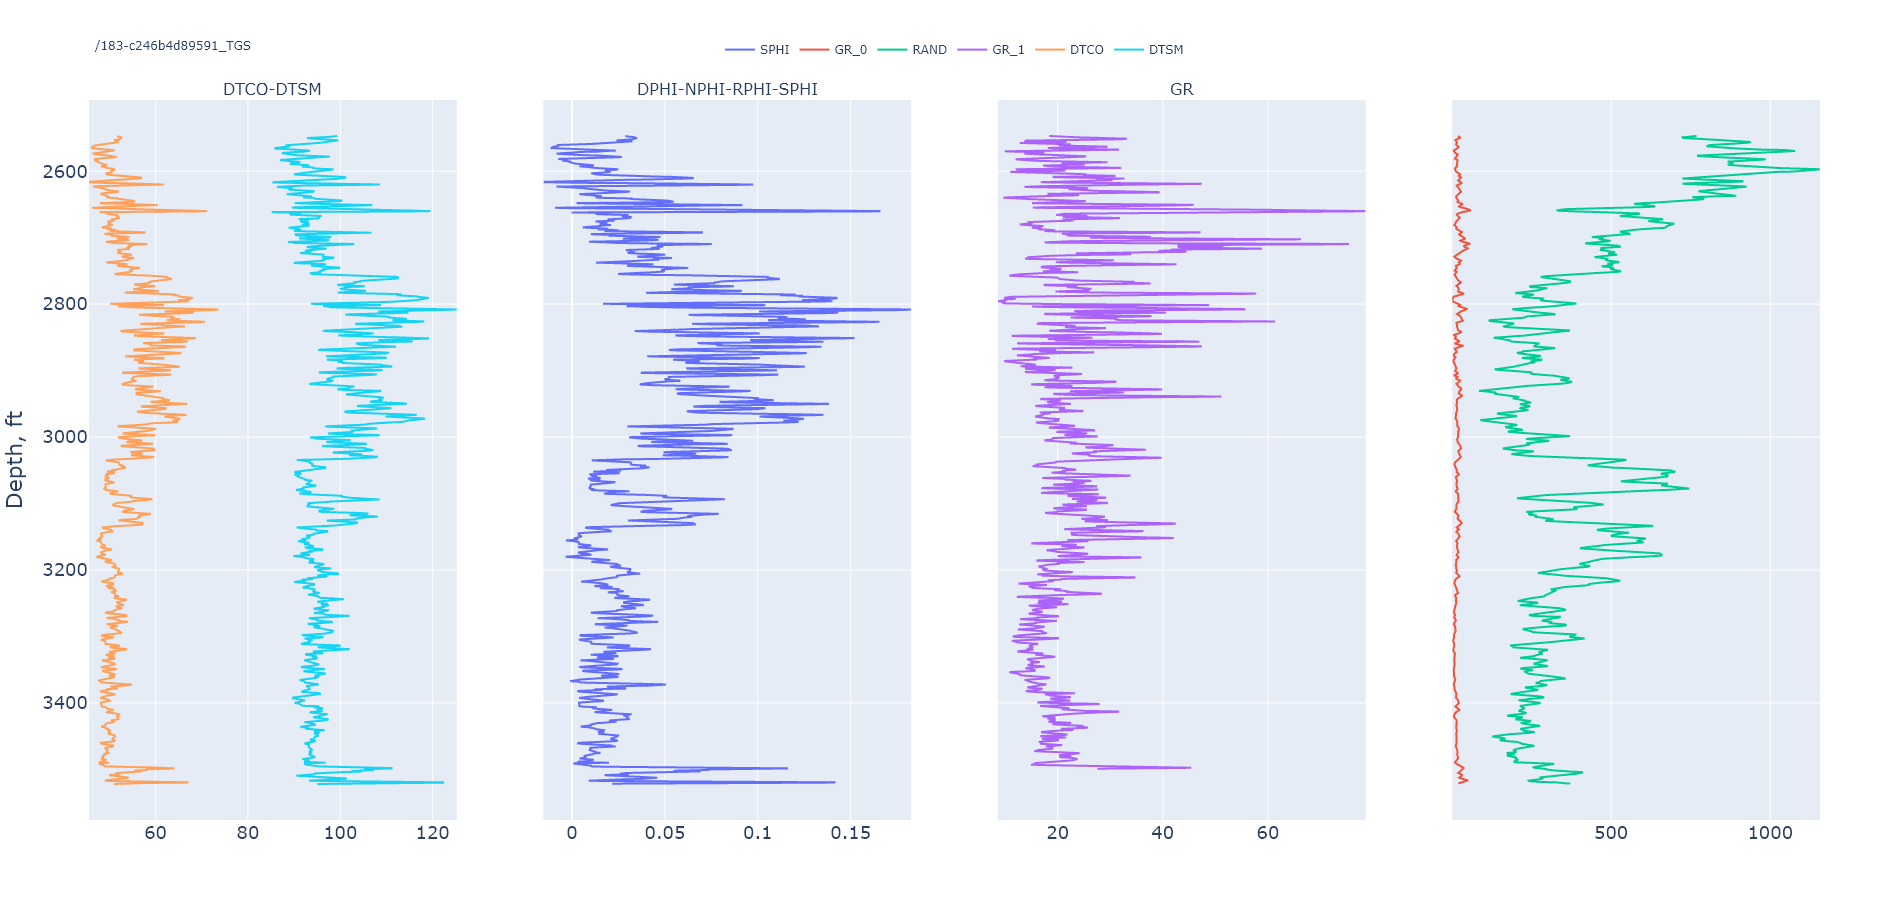 /183-c246b4d89591_TGS
SPHI GR_0 RAND GR_1 DTCO DTSM
DTCO-DTSM DPHI-NPHI-RPHI-SPHI GR
Depth, ft
2600
2800
3000
3200
3400
60 80 100 120 0 0.05 0.1 0.15 20 40 60 500 1000